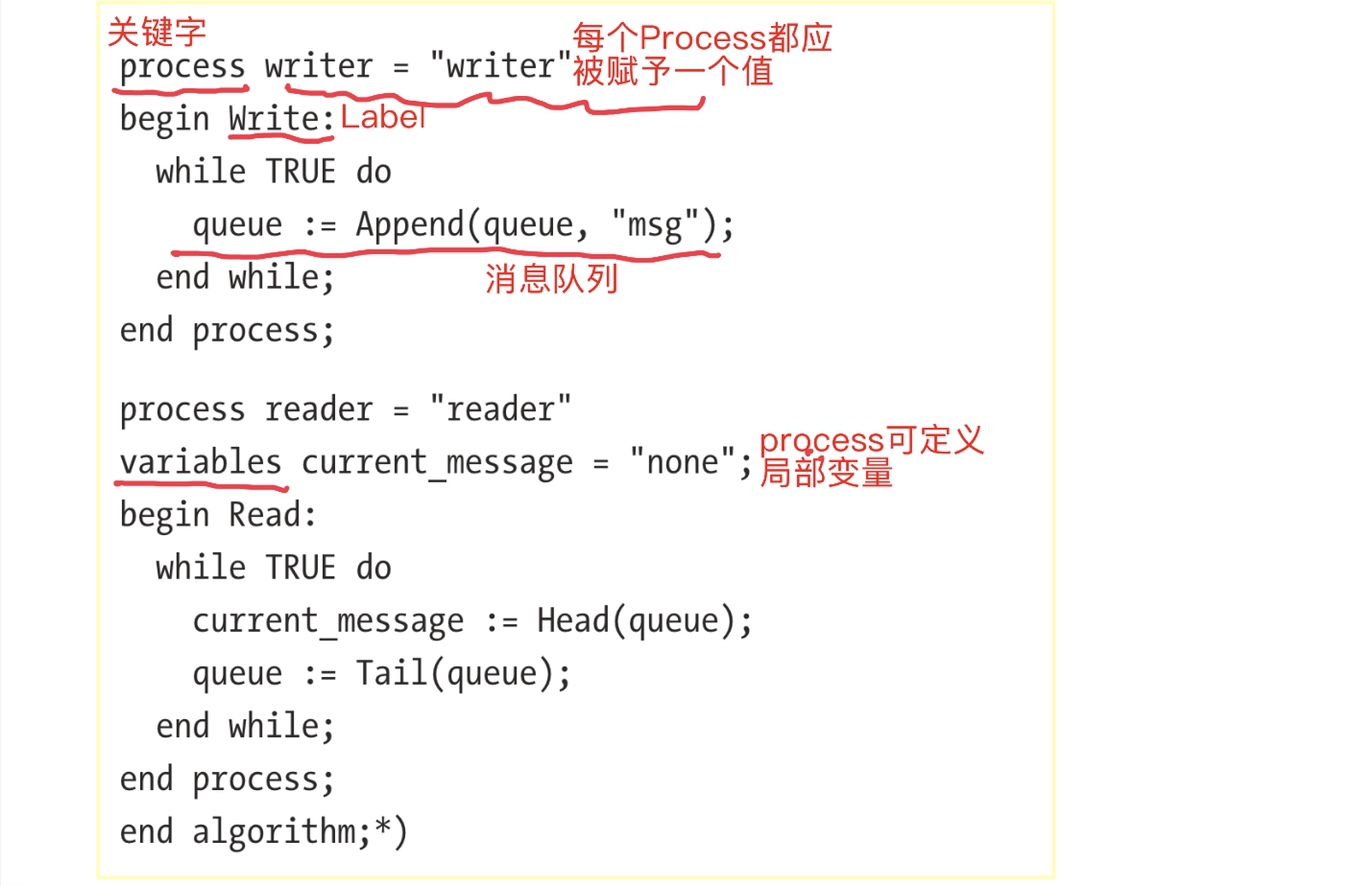 关键字
process writer = "writer" 每个Process都应
被赋予一个值
begin Write: Label
while TRUE do
queue := Append(queue, "msg");
end while; 消息队列
end process;
process reader = "reader"
variables current_message = "none"; process可定义
局部变量
begin Read:
while TRUE do
current_message := Head(queue);
queue := Tail(queue);
end while;
end process;
end algorithm;*)